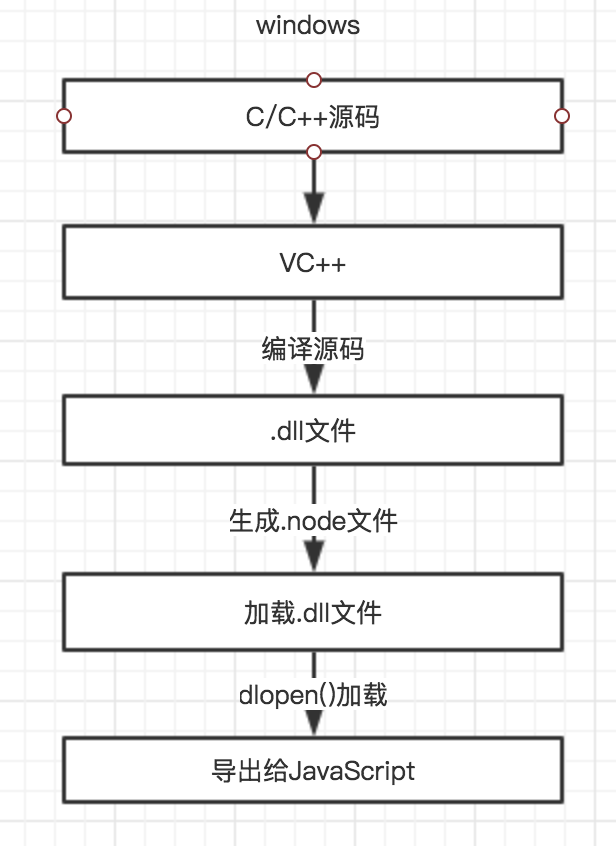 windows
C/C++源码
VC++
编译源码
.dll文件
生成.node文件
加载.dll文件
dlopen()加载
导出给JavaScript